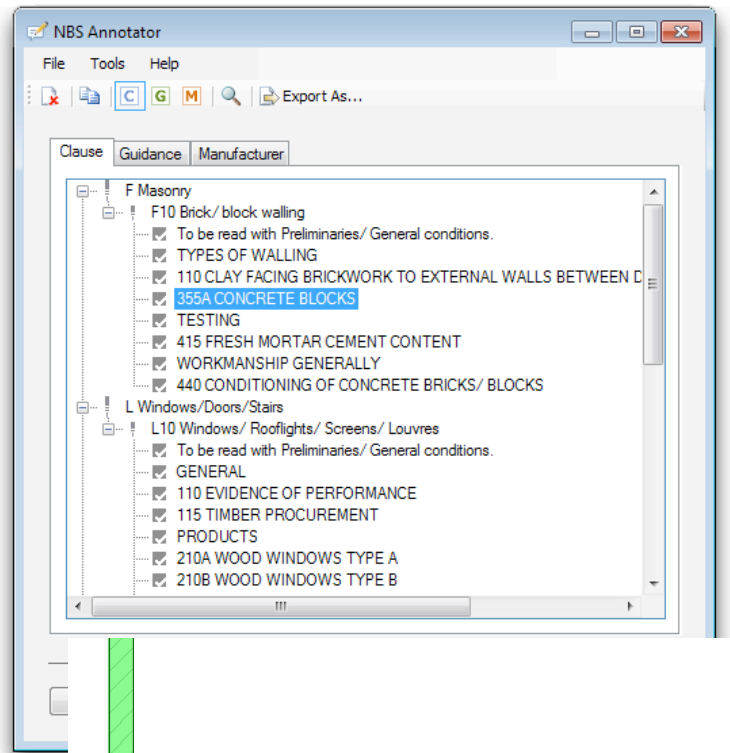 NBS Annotator
File Tools Help
C G M Export As...
Clause Guidance Manufacturer
F Masonry
F10 Brick/ block walling
To be read with Preliminaries/ General conditions.
TYPES OF WALLING
110 CLAY FACING BRICKWORK TO EXTERNAL WALLS BETWEEN D
355A CONCRETE BLOCKS
TESTING
415 FRESH MORTAR CEMENT CONTENT
WORKMANSHIP GENERALLY
440 CONDITIONING OF CONCRETE BRICKS/ BLOCKS
L Windows/Doors/Stairs
L10 Windows/ Rooflights/ Screens/ Louvres
To be read with Preliminaries/ General conditions.
GENERAL
110 EVIDENCE OF PERFORMANCE
115 TIMBER PROCUREMENT
PRODUCTS
210A WOOD WINDOWS TYPE A
210B WOOD WINDOWS TYPE B